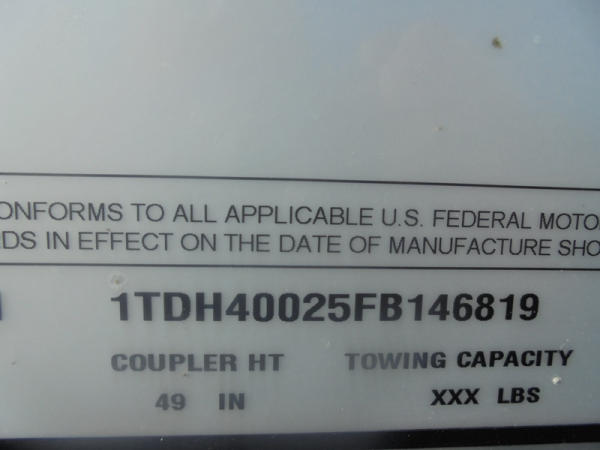 ONFORMS TO ALL APPLICABLE U.S. FEDERAL MOTO
DS IN EFFECT ON THE DATE OF MANUFACTURE SHO
1TDH40025FB146819
COUPLER HT TOWING CAPACITY
49 IN XXX LBS